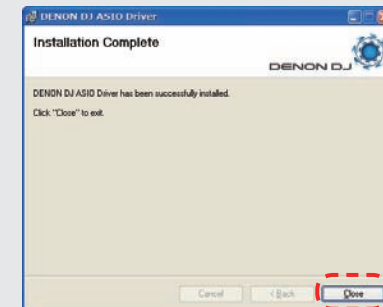 DENON DJ ASIO Driver
Installation Complete
DENON DJ
DENON DJ ASIO Driver has been successfully installed.
Click "Close" to exit.
Cancel
< Back
Close